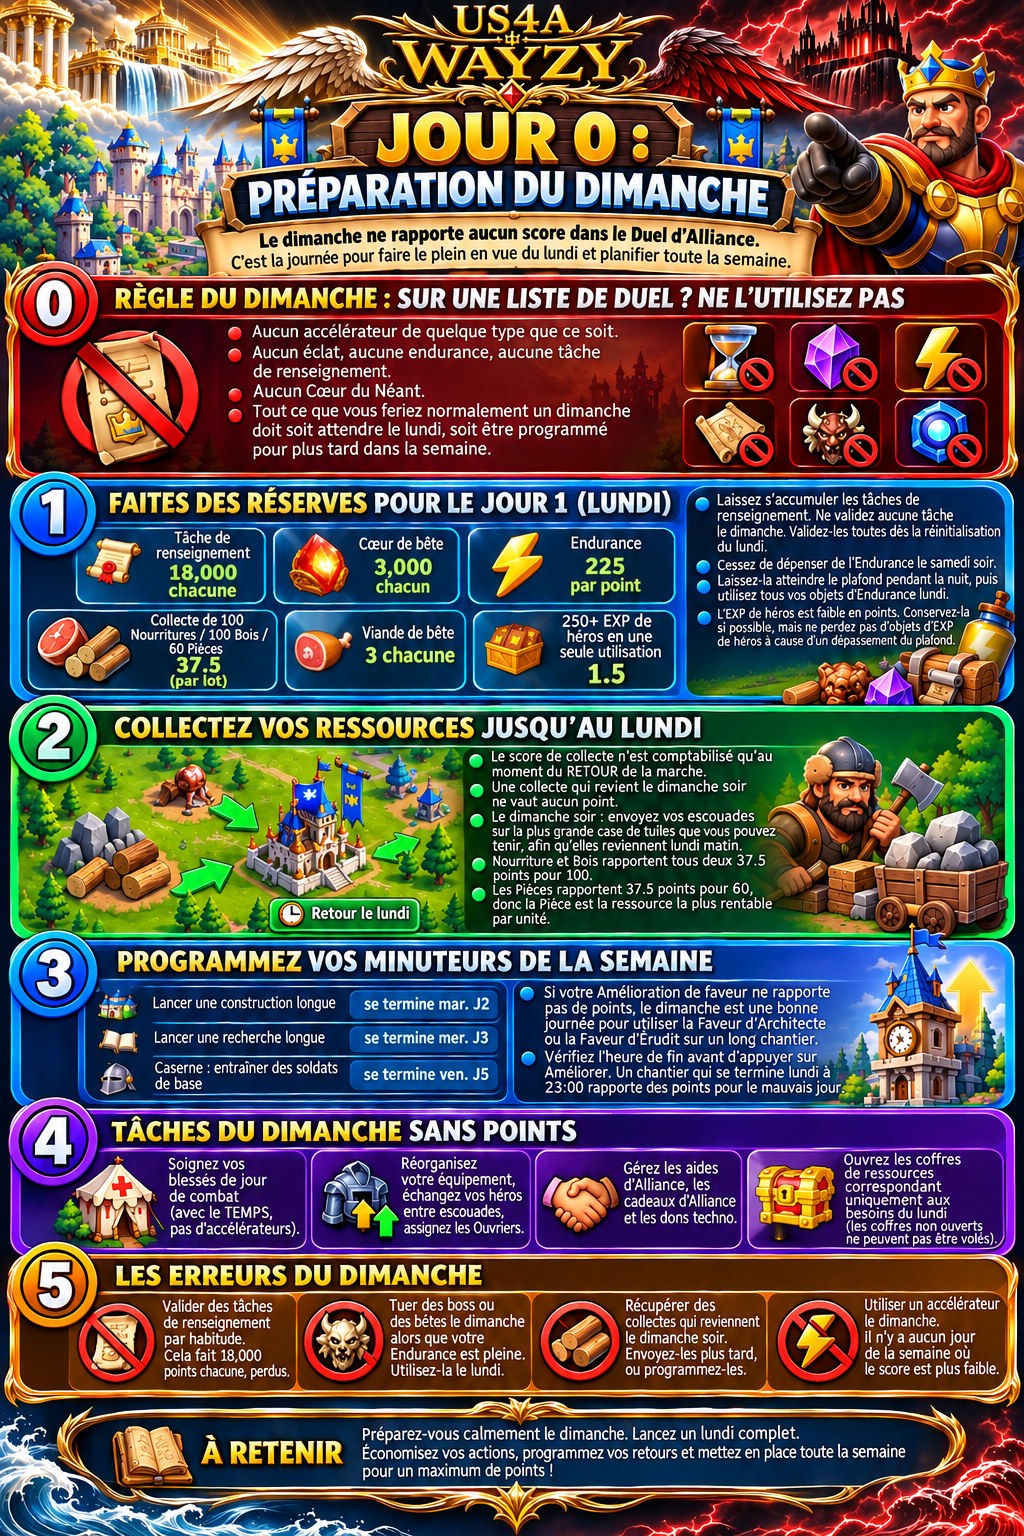 US4A
WAYZY
JOUR 0 :
PRÉPARATION DU DIMANCHE
Le dimanche ne rapporte aucun score dans le Duel d'Alliance.
C'est la journée pour faire le plein en vue du lundi et planifier toute la semaine.
0
RÈGLE DU DIMANCHE : SUR UNE LISTE DE DUEL ? NE L'UTILISEZ PAS
Aucun accélérateur de quelque type que ce soit.
Aucun éclat, aucune endurance, aucune tâche
de renseignement.
Aucun Cœur du Néant.
Tout ce que vous feriez normalement un dimanche
doit soit attendre le lundi, soit être programmé
pour plus tard dans la semaine.
1
FAITES DES RÉSERVES POUR LE JOUR 1 (LUNDI)
Tâche de
renseignement
18,000
chacune
Cœur de bête
3,000
chacun
Endurance
225
par point
Collecte de 100
Nourritures / 100 Bois /
60 Pièces
37.5
(par lot)
Viande de bête
3 chacune
250+ EXP de
héros en une
seule utilisation
1.5
Laissez s'accumuler les tâches de
renseignement. Ne validez aucune tâche
le dimanche. Validez-les toutes dès la réinitialisation
du lundi.
Cessez de dépenser de l'Endurance le samedi soir.
Laissez-la atteindre le plafond pendant la nuit, puis
utilisez tous vos objets d'Endurance lundi.
L'EXP de héros est faible en points. Conservez-la
si possible, mais ne perdez pas d'objets d'EXP
de héros à cause d'un dépassement du plafond.
2
COLLECTEZ VOS RESSOURCES JUSQU'AU LUNDI
Retour le lundi
Le score de collecte n'est comptabilisé qu'au
moment du RETOUR de la marche.
Une collecte qui revient le dimanche soir
ne vaut aucun point.
Le dimanche soir : envoyez vos escouades
sur la plus grande case de tuiles que vous pouvez
tenir, afin qu'elles reviennent lundi matin.
Nourriture et Bois rapportent tous deux 37.5
points pour 100.
Les Pièces rapportent 37.5 points pour 60,
donc la Pièce est la ressource la plus rentable
par unité.
3
PROGRAMMEZ VOS MINUTEURS DE LA SEMAINE
Lancer une construction longue
se termine mar. J2
Lancer une recherche longue
se termine mer. J3
Caserne : entraîner des soldats
de base
se termine ven. J5
Si votre Amélioration de faveur ne rapporte
pas de points, le dimanche est une bonne
journée pour utiliser la Faveur d'Architecte
ou la Faveur d'Érudit sur un long chantier.
Vérifiez l'heure de fin avant d'appuyer sur
Améliorer. Un chantier qui se termine lundi à
23:00 rapporte des points pour le mauvais jour.
4
TÂCHES DU DIMANCHE SANS POINTS
Soignez vos
blessés de jour
de combat
(avec le TEMPS,
pas d'accélérateurs).
Réorganisez
votre équipement,
échangez vos héros
entre escouades,
assignez les Ouvriers.
Gérez les aides
d'Alliance, les
cadeaux d'Alliance
et les dons techno.
Ouvrez les coffres
de ressources
correspondant
uniquement aux
besoins du lundi
(les coffres non ouverts
ne peuvent pas être volés).
5
LES ERREURS DU DIMANCHE
Valider des tâches
de renseignement
par habitude.
Cela fait 18,000
points chacune, perdus.
Tuer des boss ou
des bêtes le dimanche
alors que votre
Endurance est pleine.
Utilisez-la le lundi.
Récupérer des
collectes qui reviennent
le dimanche soir.
Envoyez-les plus tard,
ou programmez-les.
Utiliser un accélérateur
le dimanche.
il n'y a aucun jour
de la semaine où
le score est plus faible.
À RETENIR
Préparez-vous calmement le dimanche. Lancez un lundi complet.
Économisez vos actions, programmez vos retours et mettez en place toute la semaine
pour un maximum de points !